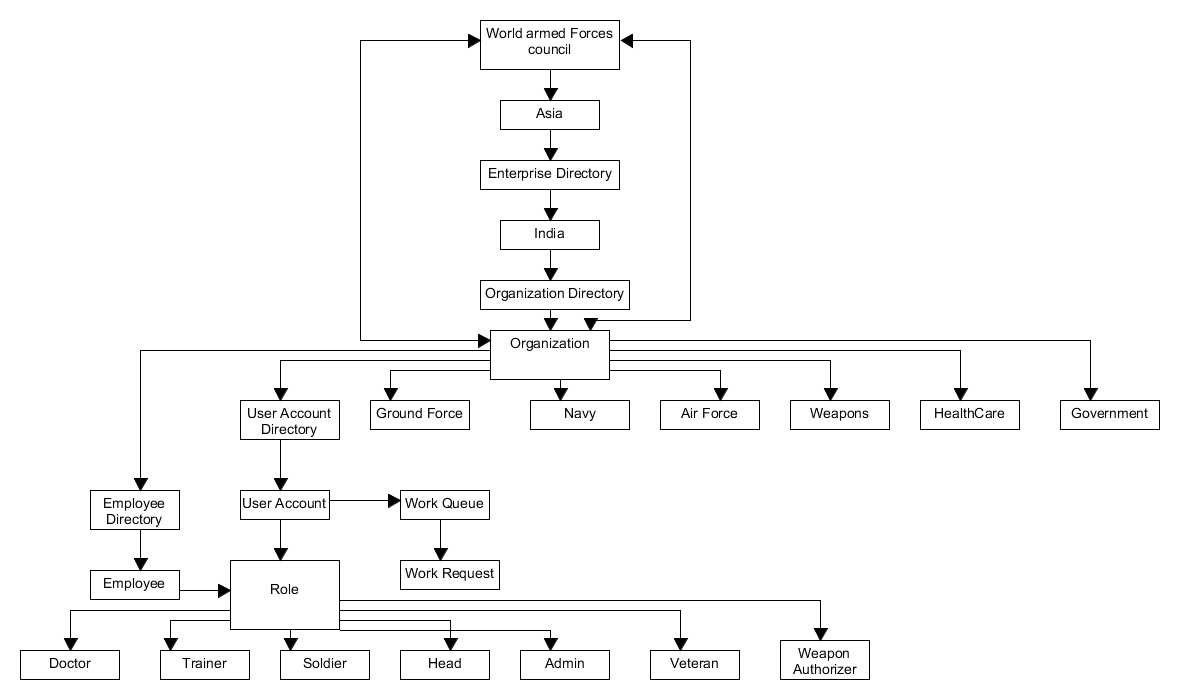 World armed Forces
council
Asia
Enterprise Directory
India
Organization Directory
Organization
User Account
Directory
Ground Force
Navy
Air Force
Weapons
HealthCare
Government
Employee
Directory
User Account
Work Queue
Employee
Role
Work Request
Doctor
Trainer
Soldier
Head
Admin
Veteran
Weapon
Authorizer